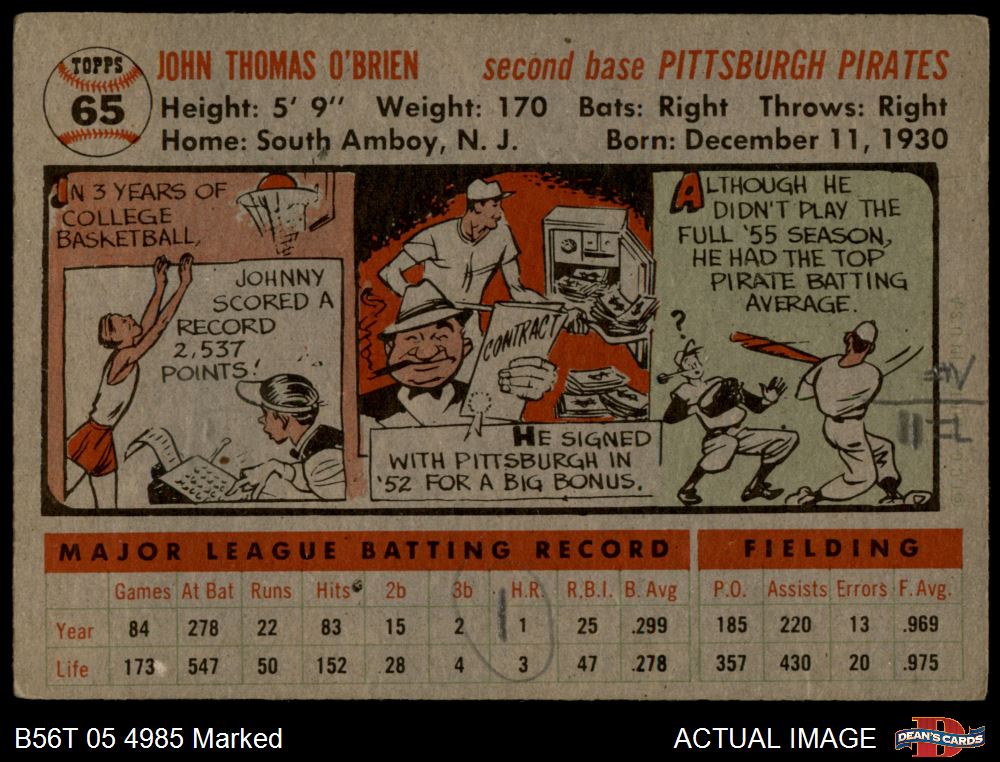 TOPPS
65
JOHN THOMAS O'BRIEN second base PITTSBURGH PIRATES
Height: 5' 9" Weight: 170 Bats: Right Throws: Right
Home: South Amboy, N. J. Born: December 11, 1930
IN 3 YEARS OF
COLLEGE
BASKETBALL,
JOHNNY
SCORED A
RECORD
2,537
POINTS!
CONTRACT
HE SIGNED
WITH PITTSBURGH IN
'52 FOR A BIG BONUS.
ALTHOUGH HE
DIDN'T PLAY THE
FULL '55 SEASON,
HE HAD THE TOP
PIRATE BATTING
AVERAGE.
?
MAJOR LEAGUE BATTING RECORD FIELDING
Games At Bat Runs Hits 2b 3b H.R. R.B.I. B. Avg P.O. Assists Errors F. Avg.
Year 84 278 22 83 15 2 1 1 25 .299 185 220 13 .969
Life 173 547 50 152 28 4 3 47 .278 357 430 20 .975
B56T 05 4985 Marked ACTUAL IMAGE
D
DEAN'S CARDS